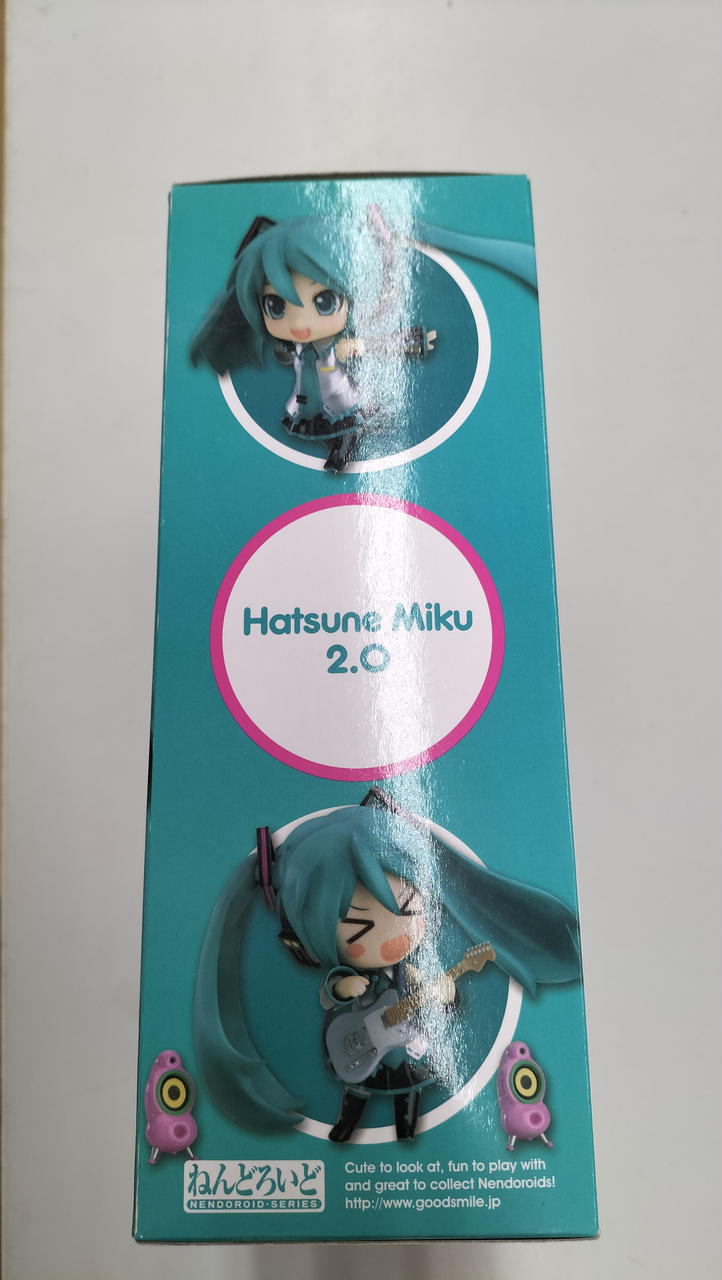 Hatsune Miku
2.0
ねんどろいど
NENDOROID·SERIES
Cute to look at, fun to play with
and great to collect Nendoroids!
http://www.goodsmile.jp